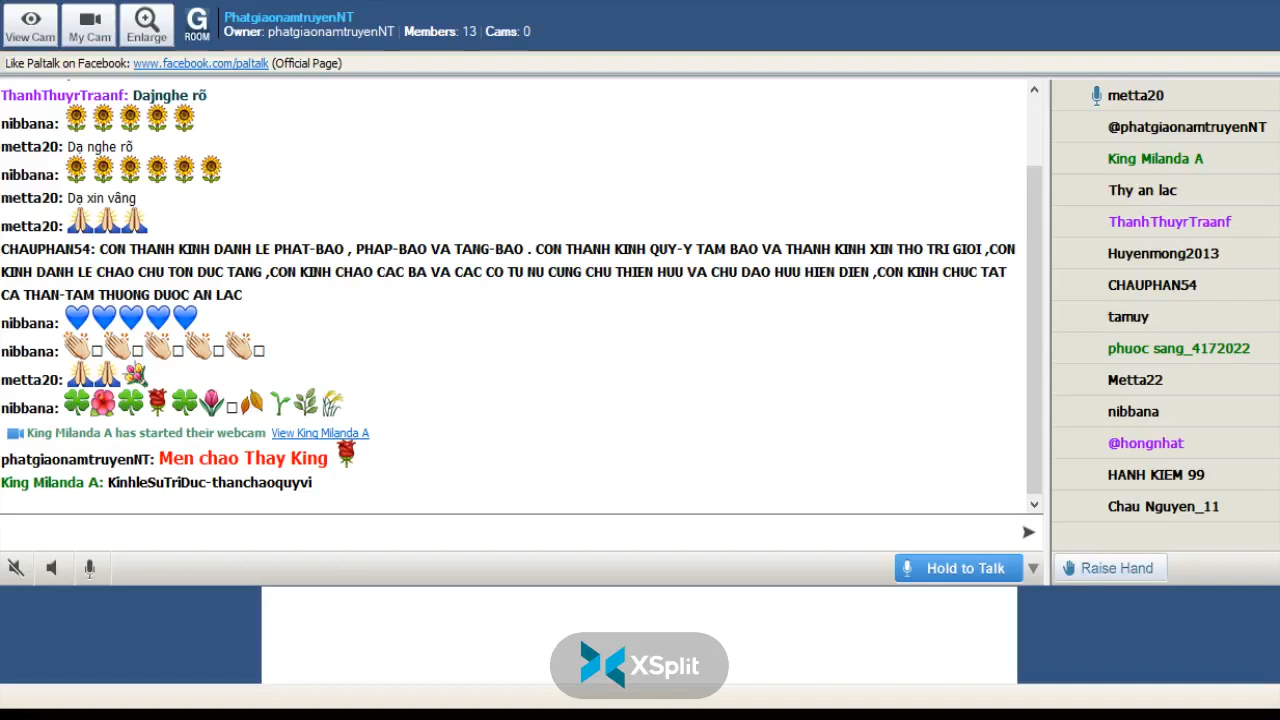 View Cam
My Cam
Enlarge
G
ROOM
PhatgiaonamtruyenNT
Owner: phatgiaonamtruyenNT Members: 13 Cams: 0
Like Paltalk on Facebook: www.facebook.com/paltalk (Official Page)
ThanhThuyrTraanf: Dajnghe rõ
nibbana:
metta20: Dạ nghe rõ
nibbana:
metta20: Dạ xin vâng
metta20:
CHAUPHAN54: CON THANH KINH DANH LE PHAT-BAO , PHAP-BAO VA TANG-BAO . CON THANH KINH QUY-Y TAM BAO VA THANH KINH XIN THO TRI GIOI ,CON
KINH DANH LE CHAO CHU TON DUC TANG ,CON KINH CHAO CAC BA VA CAC CO TU NU CUNG CHU THIEN HUU VA CHU DAO HUU HIEN DIEN ,CON KINH CHUC TAT
CA THAN-TAM THUONG DUOC AN LAC
nibbana:
nibbana:
metta20:
nibbana:
King Milanda A has started their webcam View King Milanda A
phatgiaonamtruyenNT: Men chao Thay King
King Milanda A: KinhleSuTriDuc-thanchaoquyvi
Hold to Talk
metta20
@phatgiaonamtruyenNT
King Milanda A
Thy an lac
ThanhThuyrTraanf
Huyenmong2013
CHAUPHAN54
tamuy
phuoc sang_4172022
Metta22
nibbana
@hongnhat
HANH KIEM 99
Chau Nguyen_11
Raise Hand
XSplit